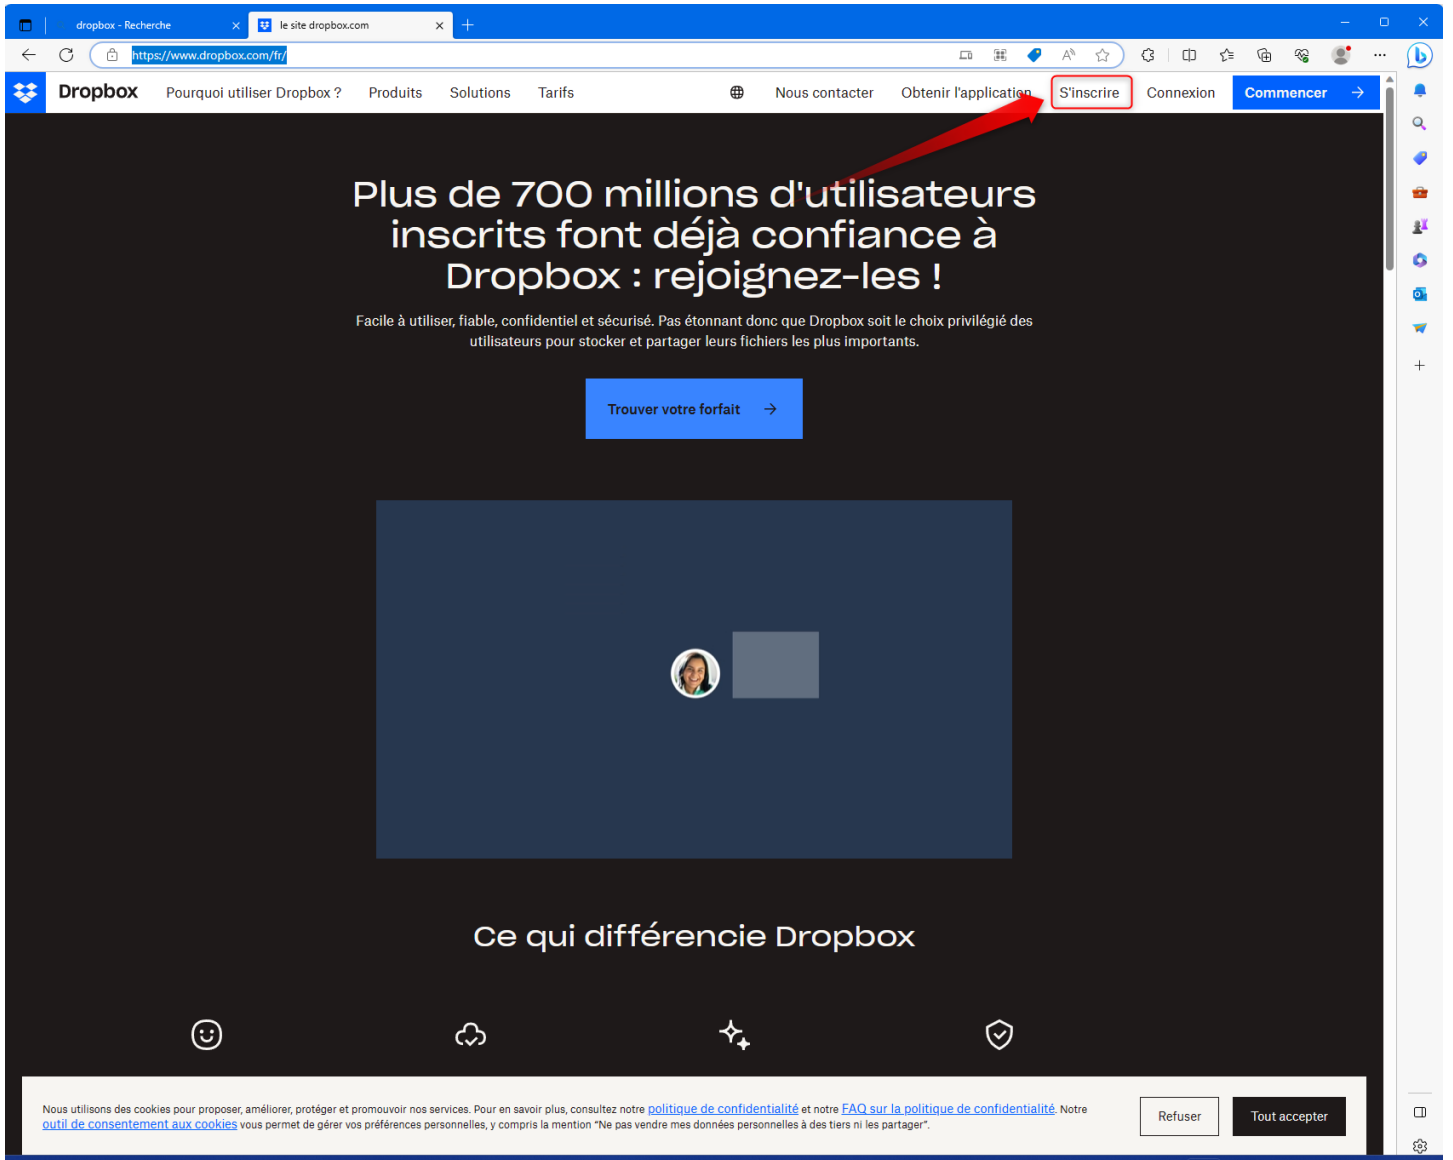 dropbox - Recherche
le site dropbox.com
https://www.dropbox.com/fr/
Dropbox Pourquoi utiliser Dropbox ? Produits Solutions Tarifs Nous contacter Obtenir l'application S'inscrire Connexion Commencer
Plus de 700 millions d'utilisateurs
inscrits font déjà confiance à
Dropbox : rejoignez-les !
Facile à utiliser, fiable, confidentiel et sécurisé. Pas étonnant donc que Dropbox soit le choix privilégié des
utilisateurs pour stocker et partager leurs fichiers les plus importants.
Trouver votre forfait
Ce qui différencie Dropbox
Nous utilisons des cookies pour proposer, améliorer, protéger et promouvoir nos services. Pour en savoir plus, consultez notre politique de confidentialité et notre FAQ sur la politique de confidentialité. Notre
outil de consentement aux cookies vous permet de gérer vos préférences personnelles, y compris la mention “Ne pas vendre mes données personnelles à des tiers ni les partager”.
Refuser
Tout accepter